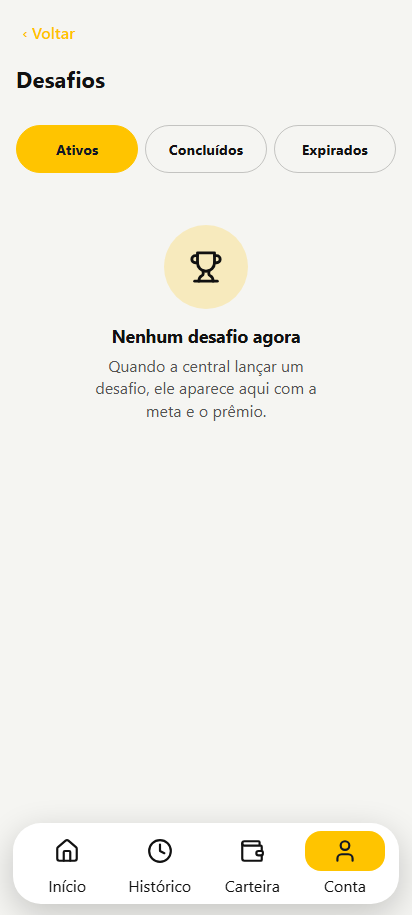 ‹ Voltar
Desafios
Ativos
Concluídos
Expirados
Nenhum desafio agora
Quando a central lançar um
desafio, ele aparece aqui com a
meta e o prêmio.
Início
Histórico
Carteira
Conta